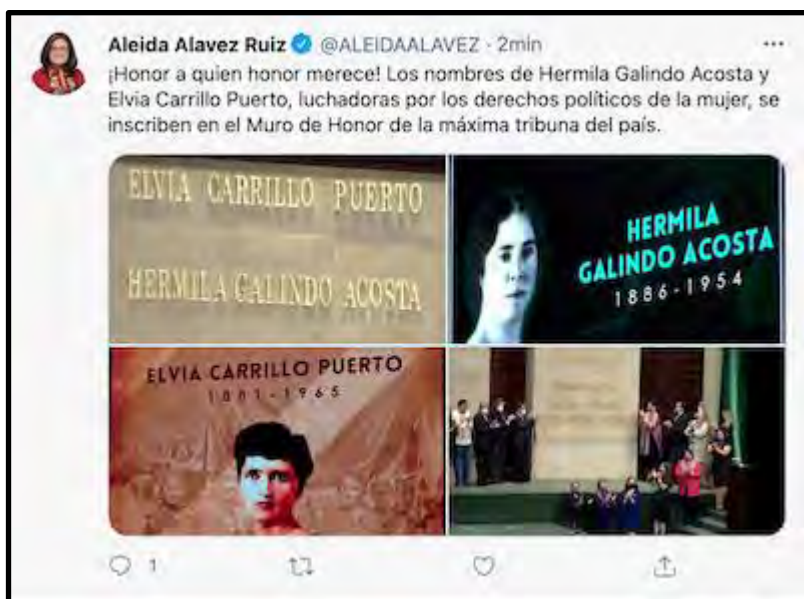 Aleida Alavez Ruiz @ALEIDAALAVEZ · 2min
¡Honor a quien honor merece! Los nombres de Hermila Galindo Acosta y
Elvia Carrillo Puerto, luchadoras por los derechos políticos de la mujer, se
inscriben en el Muro de Honor de la máxima tribuna del país.
ELVIA CARRILLO PUERTO
HERMILA GALINDO ACOSTA
HERMILA
GALINDO ACOSTA
1886-1954
ELVIA CARRILLO PUERTO
1881-1965
1